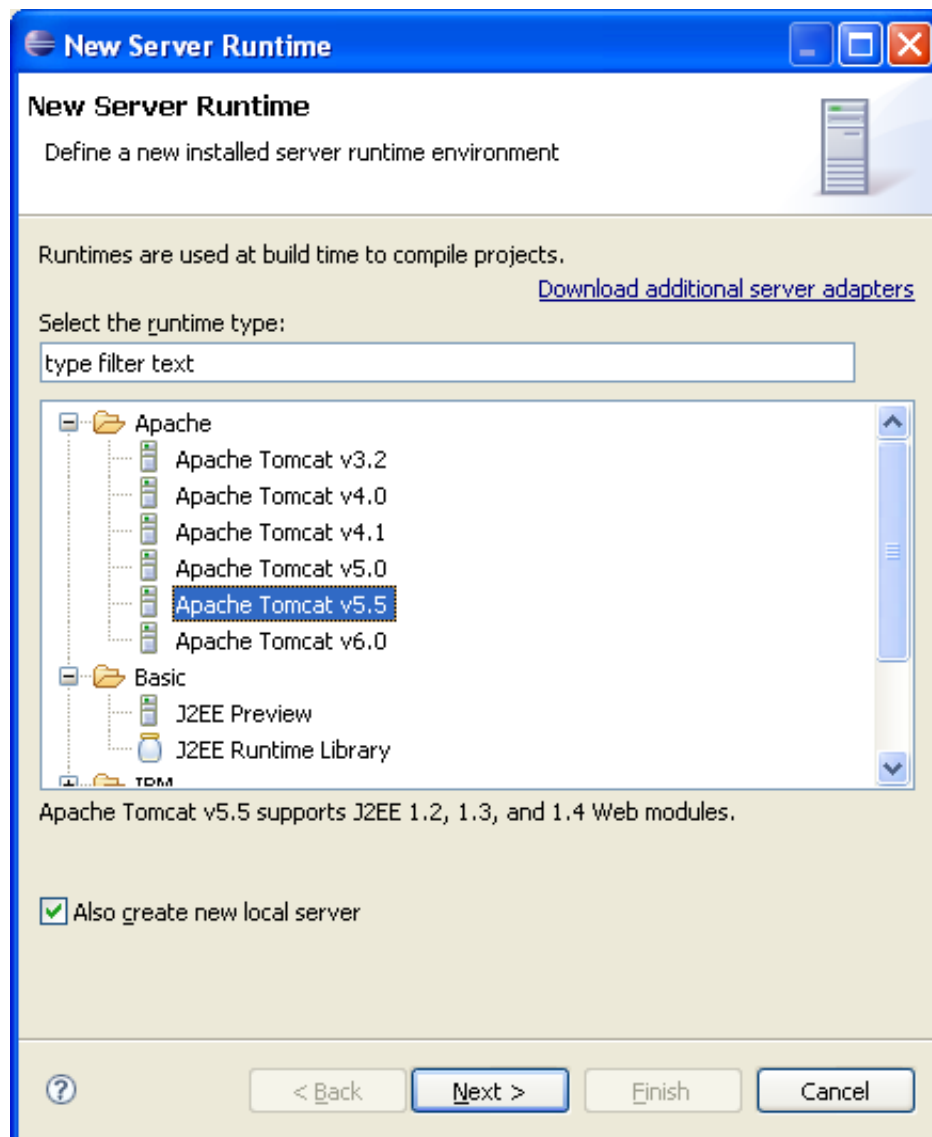 New Server Runtime
New Server Runtime
Define a new installed server runtime environment
Runtimes are used at build time to compile projects.
Download additional server adapters
Select the runtime type:
type filter text
Apache
Apache Tomcat v3.2
Apache Tomcat v4.0
Apache Tomcat v4.1
Apache Tomcat v5.0
Apache Tomcat v5.5
Apache Tomcat v6.0
Basic
J2EE Preview
J2EE Runtime Library
IBM
Apache Tomcat v5.5 supports J2EE 1.2, 1.3, and 1.4 Web modules.
Also create new local server
? < Back Next > Finish Cancel